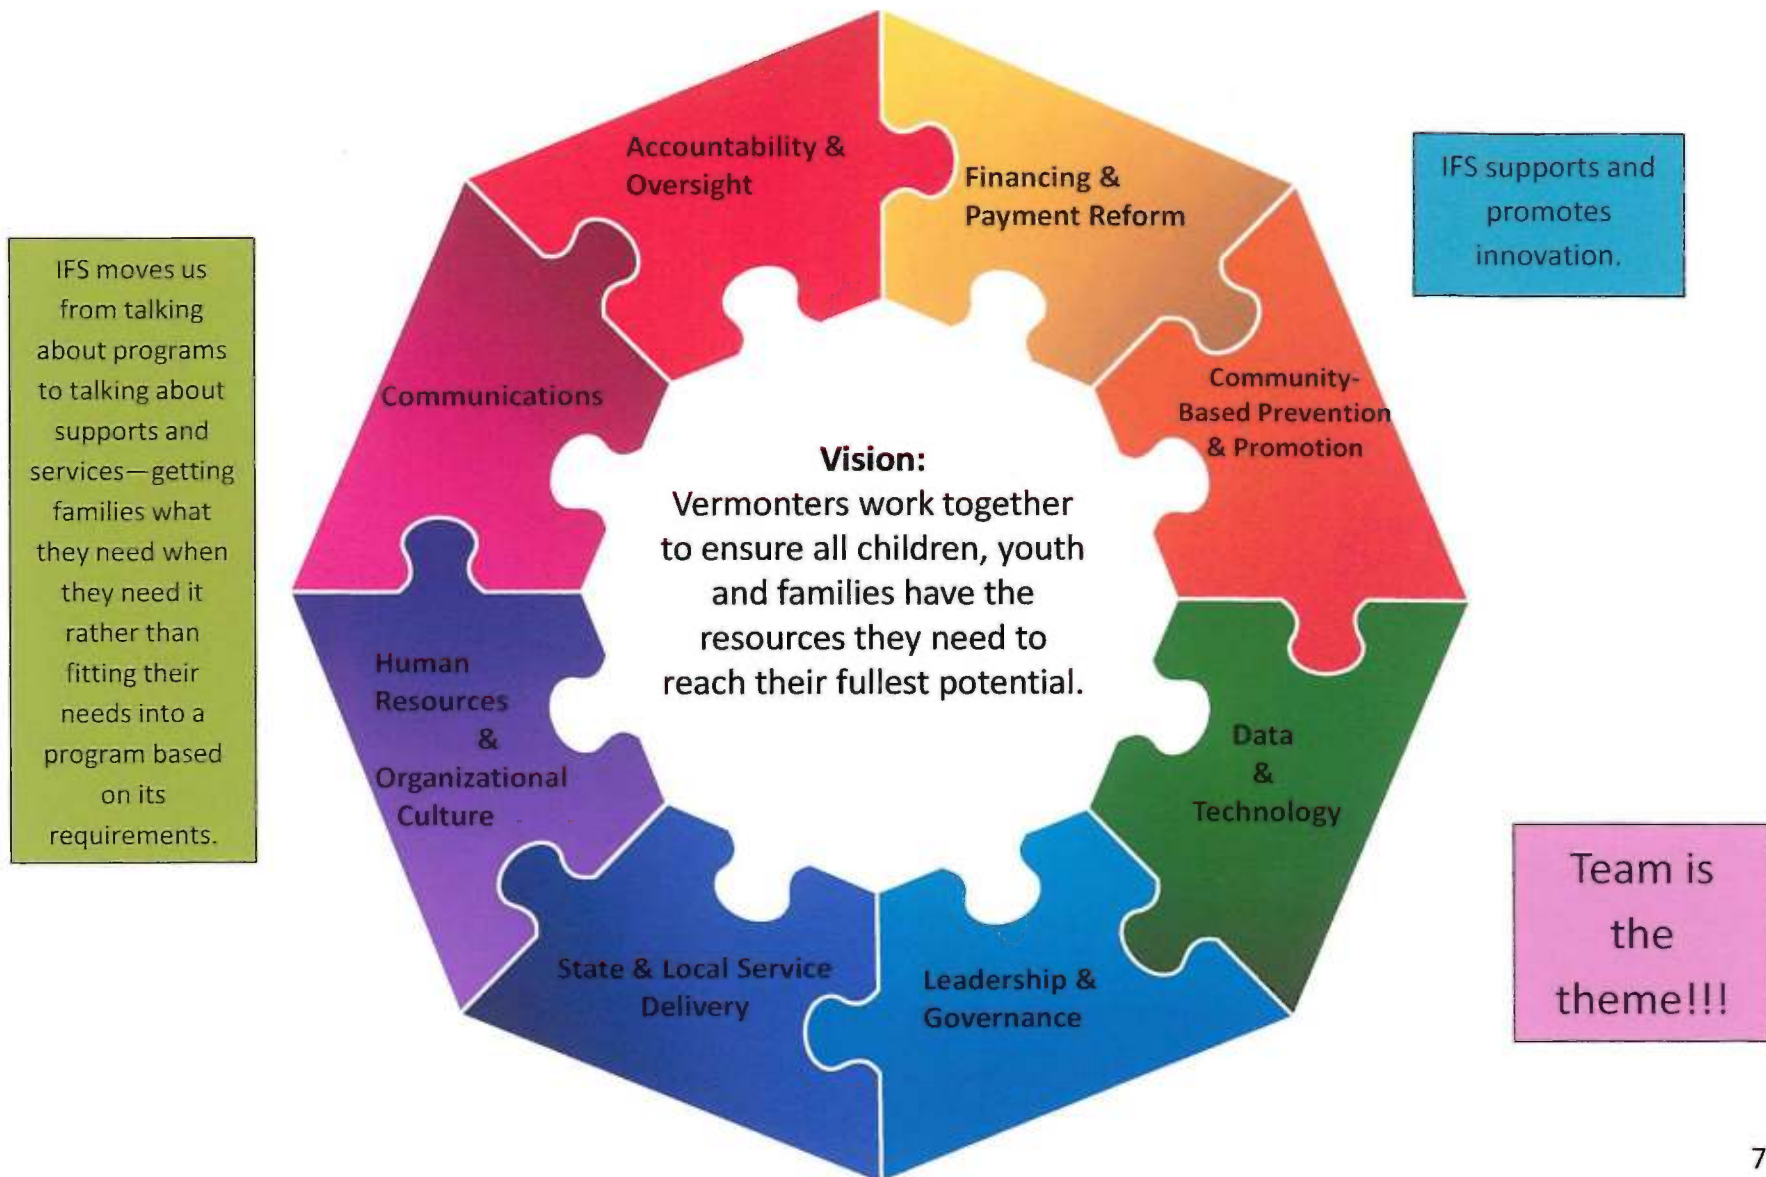 Accountability &
Oversight
Financing &
Payment Reform
IFS supports and
promotes
innovation.
IFS moves us
from talking
about programs
to talking about
supports and
services—getting
families what
they need when
they need it
rather than
fitting their
needs into a
program based
on its
requirements.
Communications
Community-
Based Prevention
& Promotion
Vision:
Vermonters work together
to ensure all children, youth
and families have the
resources they need to
reach their fullest potential.
Human
Resources
&
Organizational
Culture
Data
&
Technology
State & Local Service
Delivery
Leadership &
Governance
Team is
the
theme!!!
7